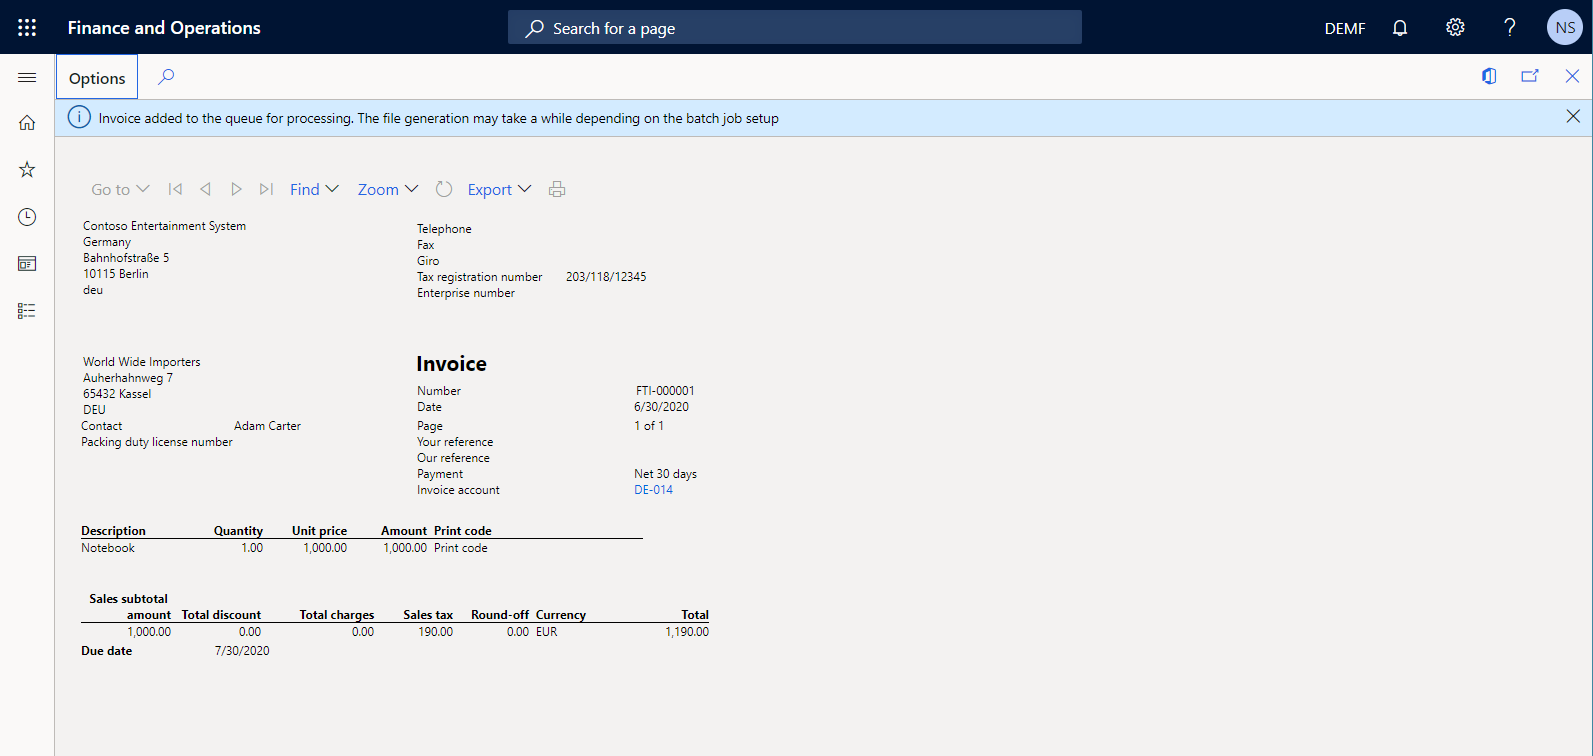 Finance and Operations
Search for a page
DEMF
?
NS
Options
Invoice added to the queue for processing. The file generation may take a while depending on the batch job setup
Go to Find Zoom Export
Contoso Entertainment System
Germany
Bahnhofstraße 5
10115 Berlin
deu
Telephone
Fax
Giro
Tax registration number 203/118/12345
Enterprise number
World Wide Importers
Auherhahnweg 7
65432 Kassel
DEU
Contact Adam Carter
Packing duty license number
Invoice
Number FTI-000001
Date 6/30/2020
Page 1 of 1
Your reference
Our reference
Payment Net 30 days
Invoice account DE-014
Description Quantity Unit price Amount Print code
Notebook 1.00 1,000.00 1,000.00 Print code
Sales subtotal
amount Total discount Total charges Sales tax Round-off Currency Total
1,000.00 0.00 0.00 190.00 0.00 EUR 1,190.00
Due date 7/30/2020